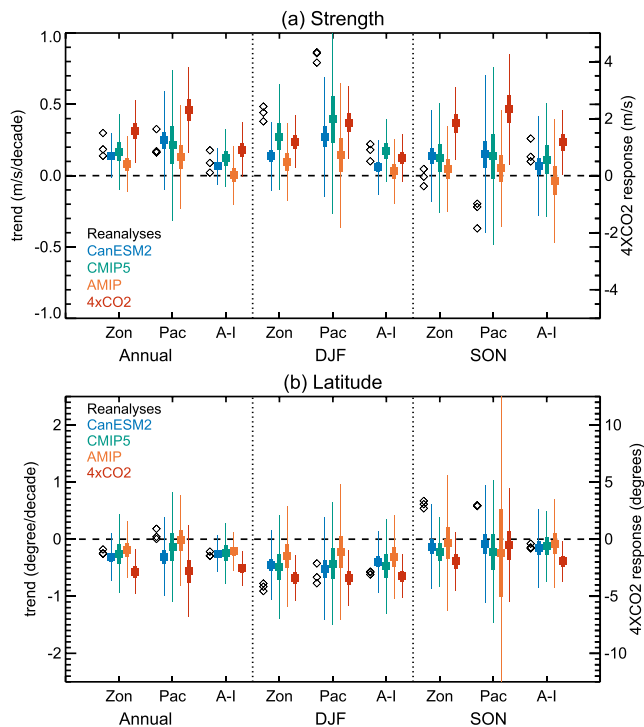 (a) Strength
1.0
0.5
0.0
-0.5
-1.0
trend (m/s/decade)
4
2
0
-2
-4
4XCO2 response (m/s)
Reanalyses
CanESM2
CMIP5
AMIP
4xCO2
Zon Pac A-I Zon Pac A-I Zon Pac A-I
Annual DJF SON
(b) Latitude
2
1
0
-1
-2
trend (degree/decade)
10
5
0
-5
-10
4XCO2 response (degrees)
Reanalyses
CanESM2
CMIP5
AMIP
4xCO2
Zon Pac A-I Zon Pac A-I Zon Pac A-I
Annual DJF SON